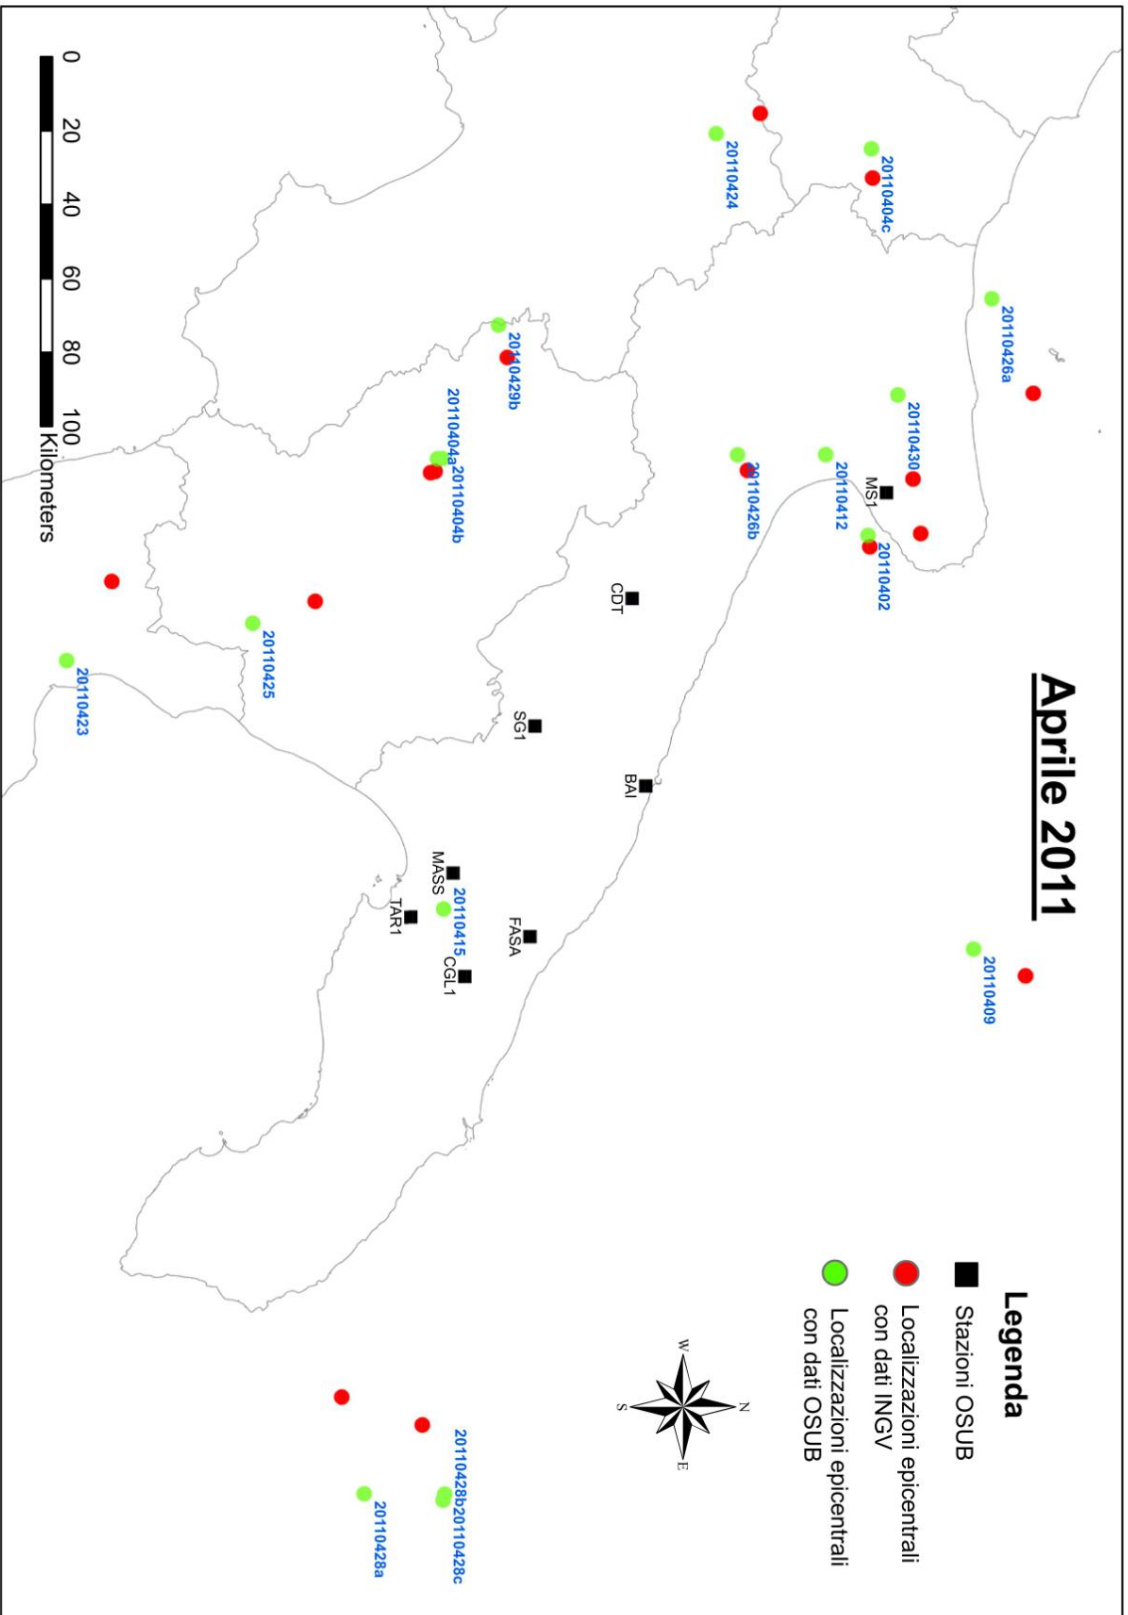 Aprile 2011
Legenda
Stazioni OSUB
Localizzazioni epicentrali
con dati INGV
Localizzazioni epicentrali
con dati OSUB
N
W
E
S
20110426a
20110409
20110404c
20110430
MS1
20110402
20110412
20110424
20110426b
CDT
BAI
20110429b
SG1
FASA
20110404a
20110404b
MASS
20110415
CGL1
TAR1
20110428b
20110428c
20110428a
20110425
20110423
0 20 40 60 80 100
Kilometers